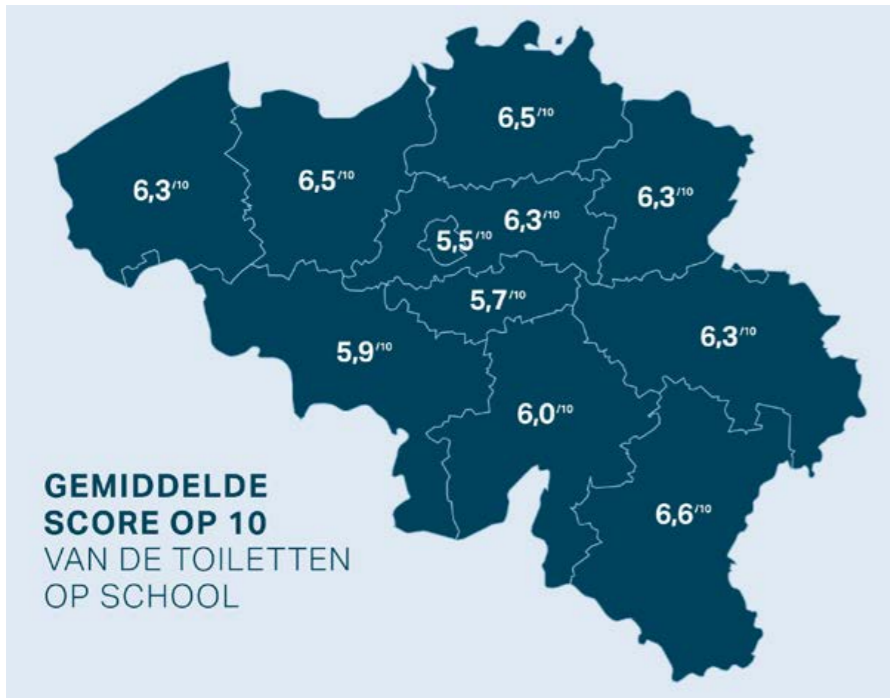 6,5/10
6,3/10
6,5/10
6,3/10
6,3/10
5,5/10
5,7/10
6,3/10
5,9/10
6,0/10
6,6/10
GEMIDDELDE
SCORE OP 10
VAN DE TOILETTEN
OP SCHOOL